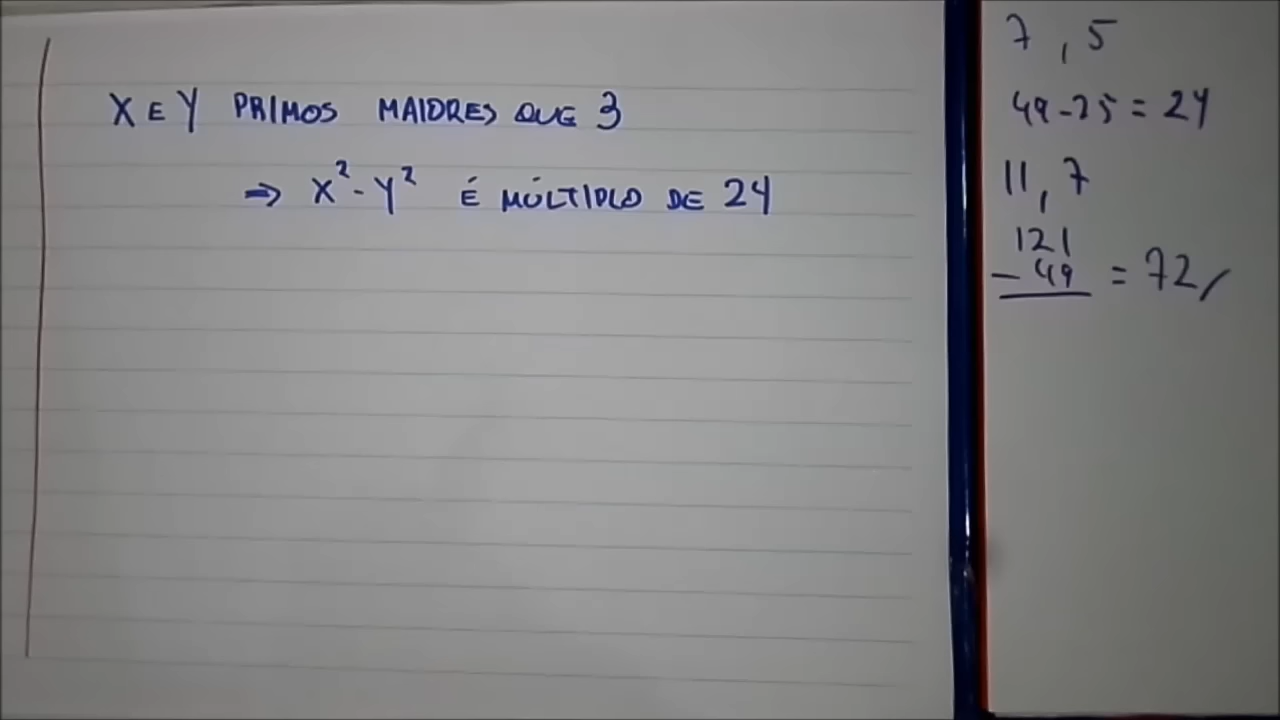 X E Y PRIMOS MAIORES QUE 3
⇒ X² - Y² É MÚLTIPLO DE 24
7 , 5
49 - 25 = 24
11 , 7
121
- 49 = 72